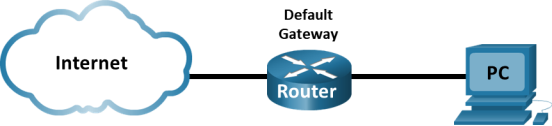 Default
Gateway
Internet
Router
PC